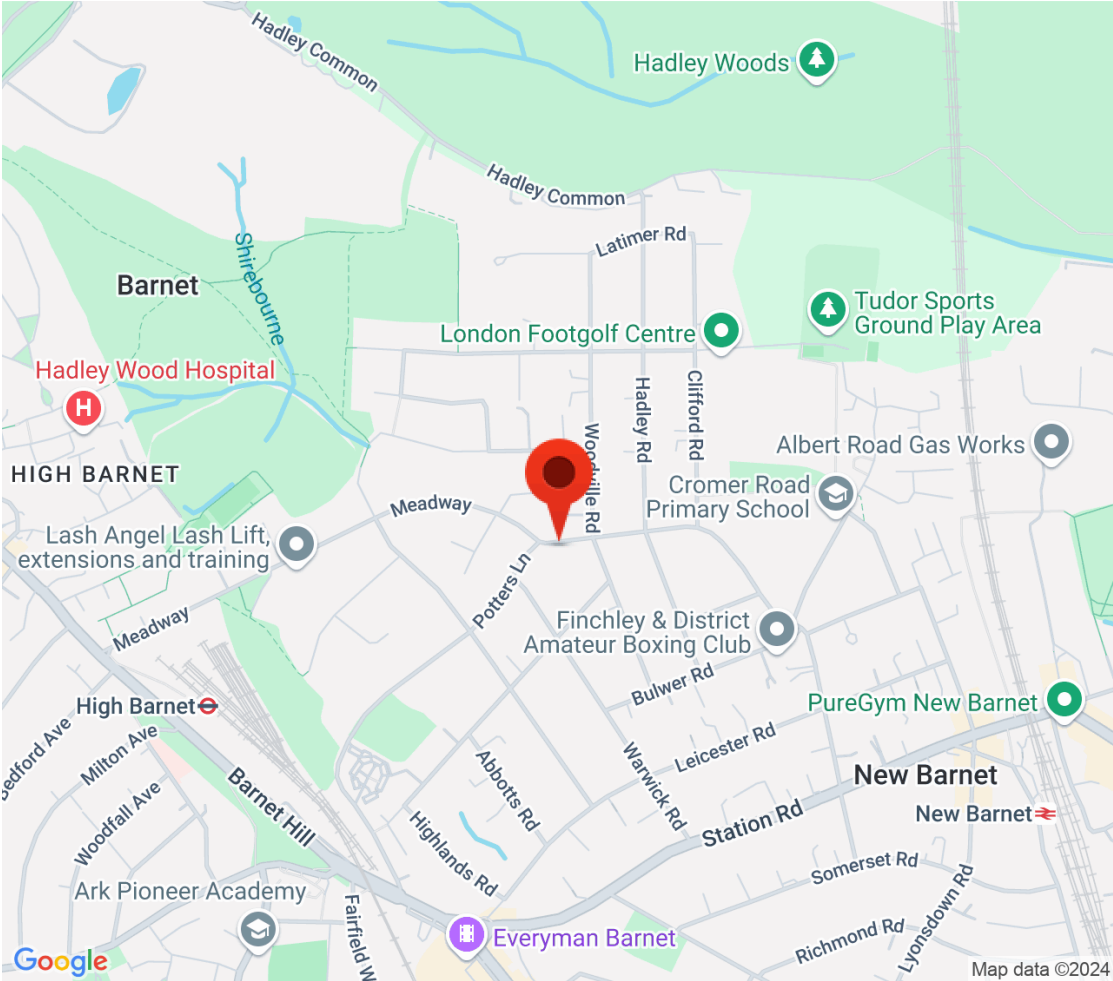 Hadley Common
Hadley Woods
Hadley Common
Latimer Rd
Shirebourne
Barnet
Tudor Sports
Ground Play Area
London Footgolf Centre
Hadley Wood Hospital
H
Hadley Rd
Clifford Rd
Woodville Rd
Albert Road Gas Works
HIGH BARNET
Cromer Road
Primary School
Meadway
Lash Angel Lash Lift,
extensions and training
Potters Ln
Meadway
Finchley & District
Amateur Boxing Club
Bulwer Rd
High Barnet
PureGym New Barnet
Bedford Ave
Milton Ave
Leicester Rd
Warwick Rd
Abbotts Rd
New Barnet
Woodfall Ave
Barnet Hill
Station Rd
New Barnet
Highlands Rd
Somerset Rd
Ark Pioneer Academy
Fairfield W
Lyonsdown Rd
Everyman Barnet
Richmond Rd
Google
Map data ©2024